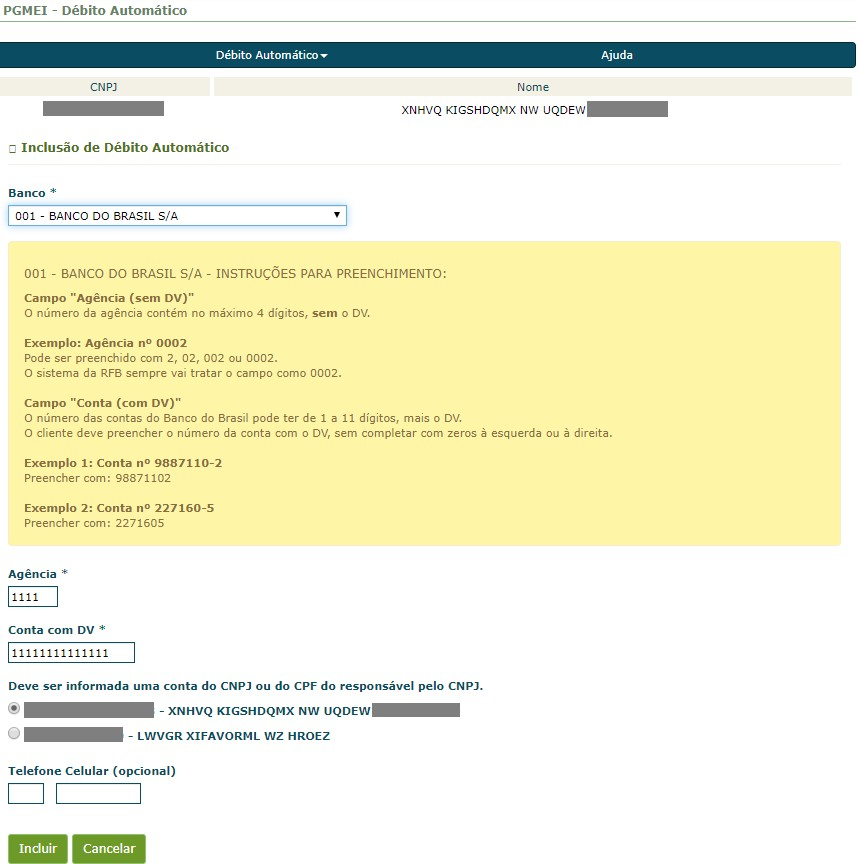 PGMEI - Débito Automático
Débito Automático Ajuda
CNPJ Nome
XNHVQ KIGSHDQMX NW UQDEW
Inclusão de Débito Automático
Banco *
001 - BANCO DO BRASIL S/A
001 - BANCO DO BRASIL S/A - INSTRUÇÕES PARA PREENCHIMENTO:
Campo "Agência (sem DV)"
O número da agência contém no máximo 4 dígitos, sem o DV.
Exemplo: Agência nº 0002
Pode ser preenchido com 2, 02, 002 ou 0002.
O sistema da RFB sempre vai tratar o campo como 0002.
Campo "Conta (com DV)"
O número das contas do Banco do Brasil pode ter de 1 a 11 dígitos, mais o DV.
O cliente deve preencher o número da conta com o DV, sem completar com zeros à esquerda ou à direita.
Exemplo 1: Conta nº 9887110-2
Preencher com: 98871102
Exemplo 2: Conta nº 227160-5
Preencher com: 2271605
Agência *
1111
Conta com DV *
11111111111111
Deve ser informada uma conta do CNPJ ou do CPF do responsável pelo CNPJ.
- XNHVQ KIGSHDQMX NW UQDEW
- LWVGR XIFAVORML WZ HROEZ
Telefone Celular (opcional)
Incluir Cancelar